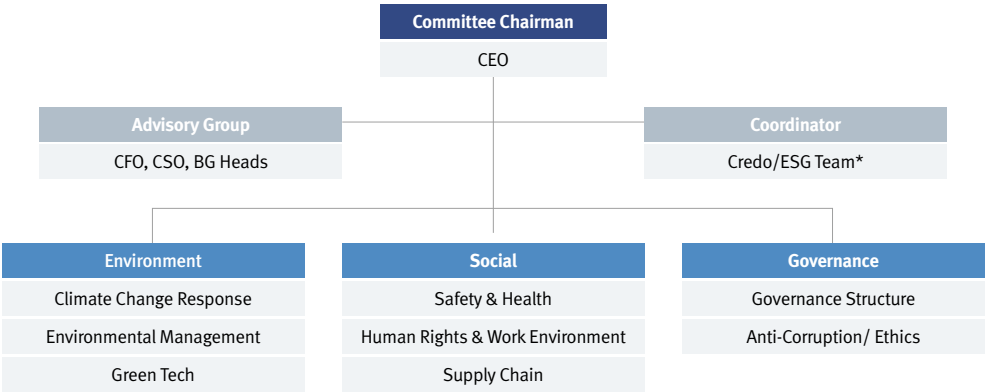 Committee Chairman
CEO
Advisory Group
CFO, CSO, BG Heads
Coordinator
Credo/ESG Team*
Environment
Climate Change Response
Environmental Management
Green Tech
Social
Safety & Health
Human Rights & Work Environment
Supply Chain
Governance
Governance Structure
Anti-Corruption/ Ethics